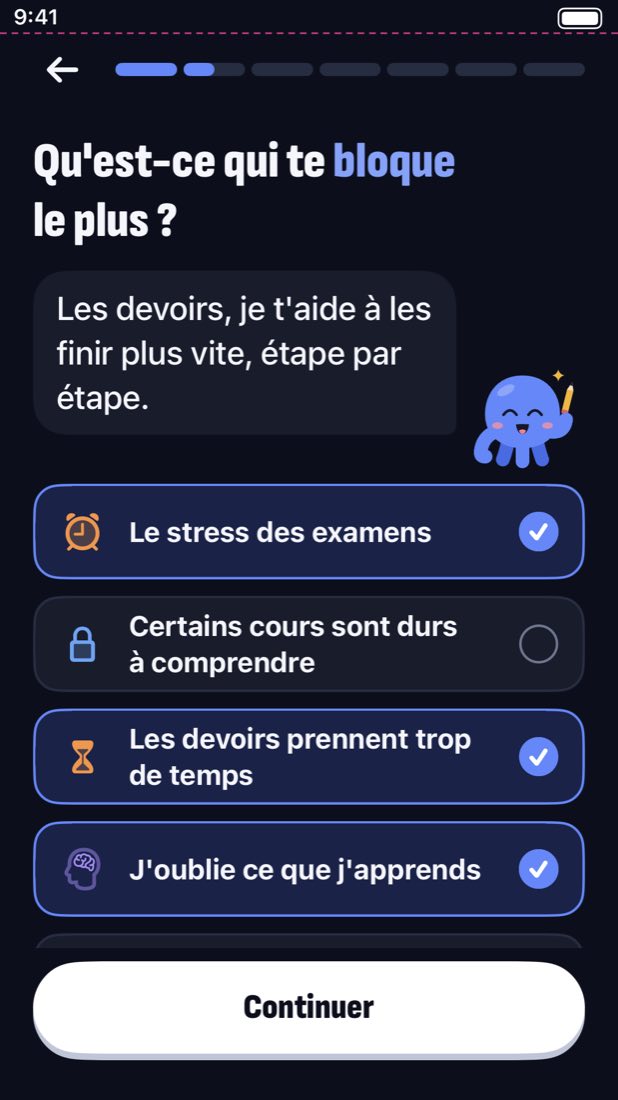 9:41
Qu'est-ce qui te bloque
le plus ?
Les devoirs, je t'aide à les
finir plus vite, étape par
étape.
Le stress des examens
Certains cours sont durs
à comprendre
Les devoirs prennent trop
de temps
J'oublie ce que j'apprends
Continuer